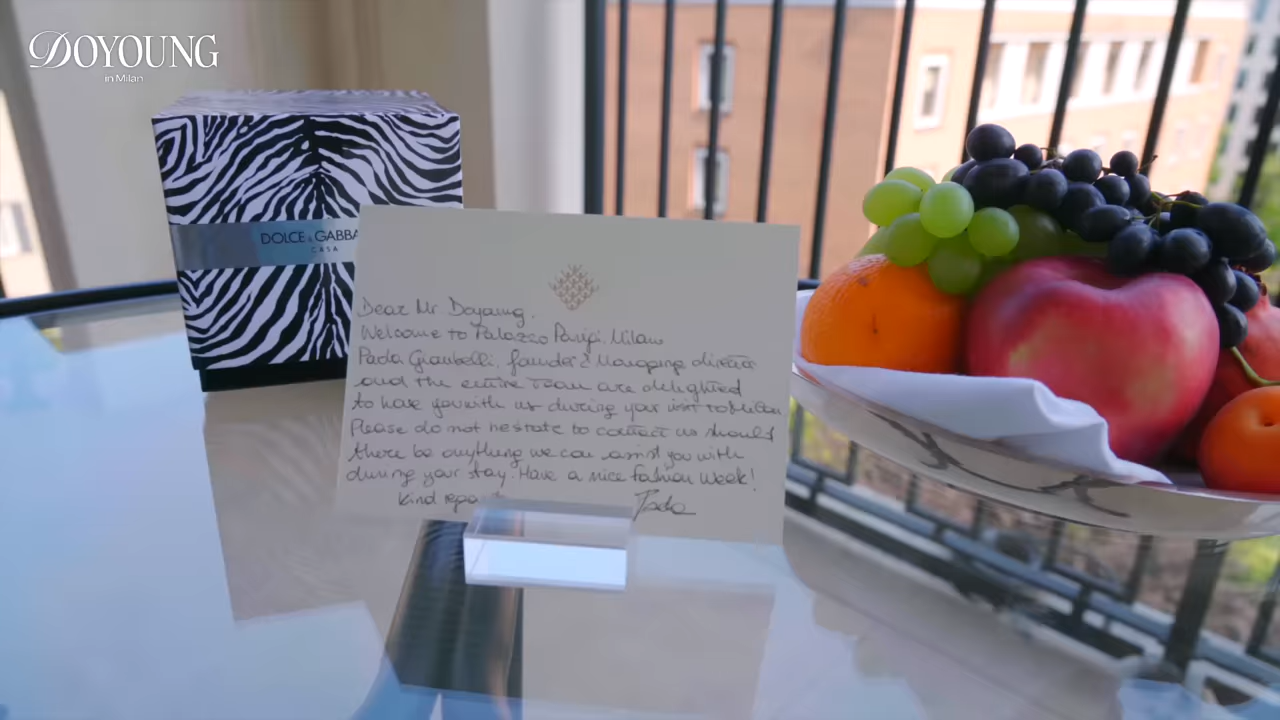 DOYOUNG
in Milan
DOLCE & GABBA
CASA
Dear Mr Doyoung,
Welcome to Palazzo Parigi Milan
Paola Giambelli, founder & Managing director
and the entire team are delighted
to have you with us during your visit to Milan
Please do not hesitate to contact us should
there be anything we can assist you with
during your stay. Have a nice Fashion Week!
Kind rega
Paola